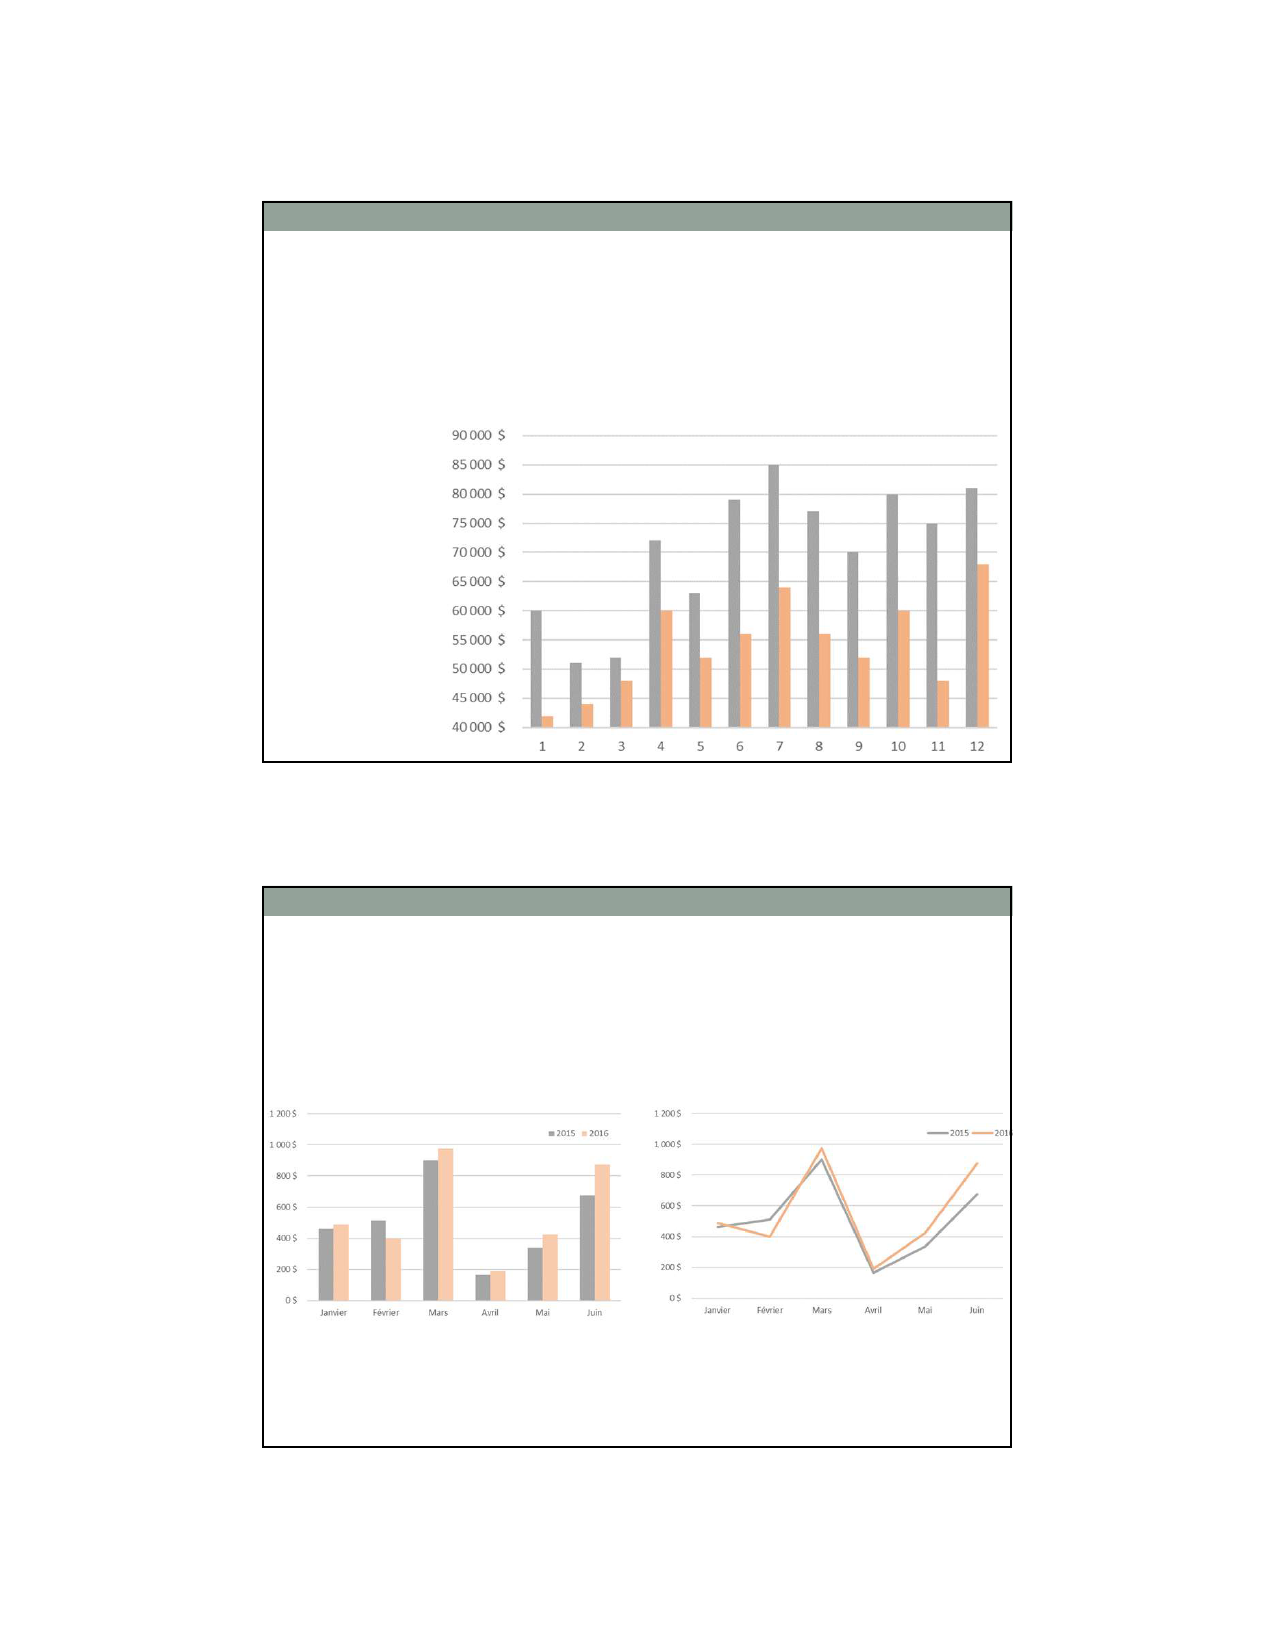 90 000 $
85 000 $
80 000 $
75 000 $
70 000 $
65 000 $
60 000 $
55 000 $
50 000 $
45 000 $
40 000 $
1 2 3 4 5 6 7 8 9 10 11 12
1 200 $
2015 2016
1 000 $
800 $
600 $
400 $
200 $
0 $
Janvier Février Mars Avril Mai Juin
1 200 $
2015 2016
1 000 $
800 $
600 $
400 $
200 $
0 $
Janvier Février Mars Avril Mai Juin